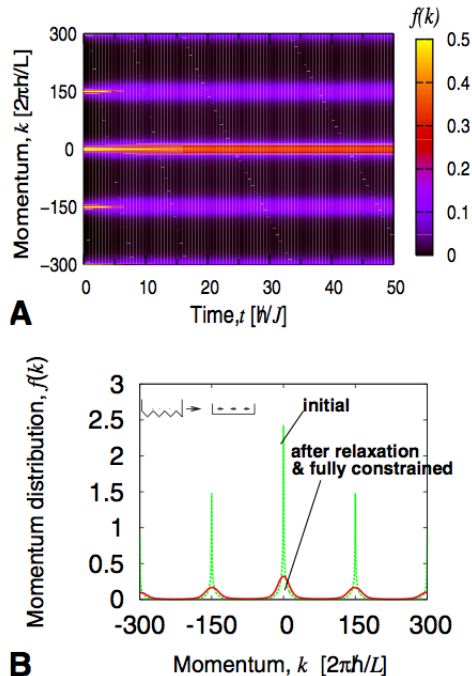 f(k)
Momentum, k [2πħ/L]
300
150
0
−150
−300
0 10 20 30 40 50
Time,t [ħ/J]
0.5
0.4
0.3
0.2
0.1
0
A
Momentum distribution, f(k)
3
2.5
2
1.5
1
0.5
0
initial
after relaxation
& fully constrained
-300 -150 0 150 300
Momentum, k [2πħ/L]
B